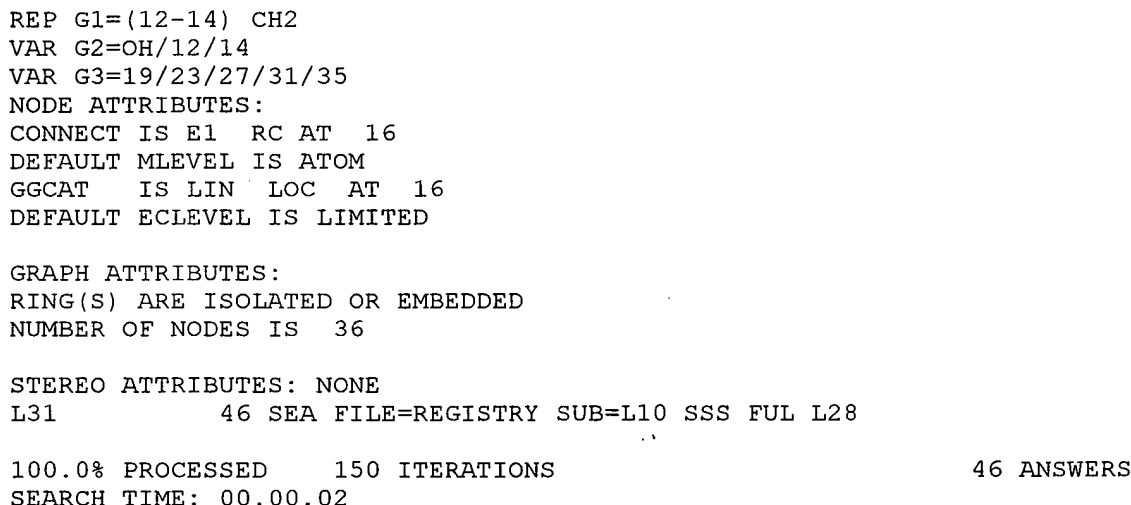 REP G1=(12-14) CH2
VAR G2=OH/12/14
VAR G3=19/23/27/31/35
NODE ATTRIBUTES:
CONNECT IS E1 RC AT 16
DEFAULT MLEVEL IS ATOM
GGCAT IS LIN LOC AT 16
DEFAULT ECLEVEL IS LIMITED
GRAPH ATTRIBUTES:
RING(S) ARE ISOLATED OR EMBEDDED
NUMBER OF NODES IS 36
STEREO ATTRIBUTES: NONE
L31 46 SEA FILE=REGISTRY SUB=L10 SSS FUL L28
100.0% PROCESSED 150 ITERATIONS 46 ANSWERS
SEARCH TIME: 00.00.02